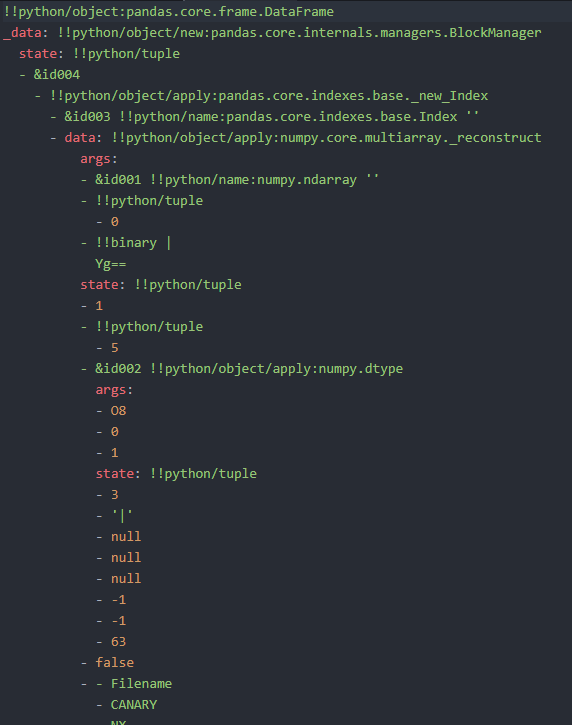 !!python/object:pandas.core.frame.DataFrame
_data: !!python/object/new:pandas.core.internals.managers.BlockManager
  state: !!python/tuple
  - &id004
    - !!python/object/apply:pandas.core.indexes.base._new_Index
      - &id003 !!python/name:pandas.core.indexes.base.Index ''
      - data: !!python/object/apply:numpy.core.multiarray._reconstruct
          args:
          - &id001 !!python/name:numpy.ndarray ''
          - !!python/tuple
            - 0
          - !!binary |
            Yg==
          state: !!python/tuple
          - 1
          - !!python/tuple
            - 5
          - &id002 !!python/object/apply:numpy.dtype
            args:
            - O8
            - 0
            - 1
            state: !!python/tuple
            - 3
            - '|'
            - null
            - null
            - null
            - -1
            - -1
            - 63
          - false
          - - Filename
            - CANARY
            - NX